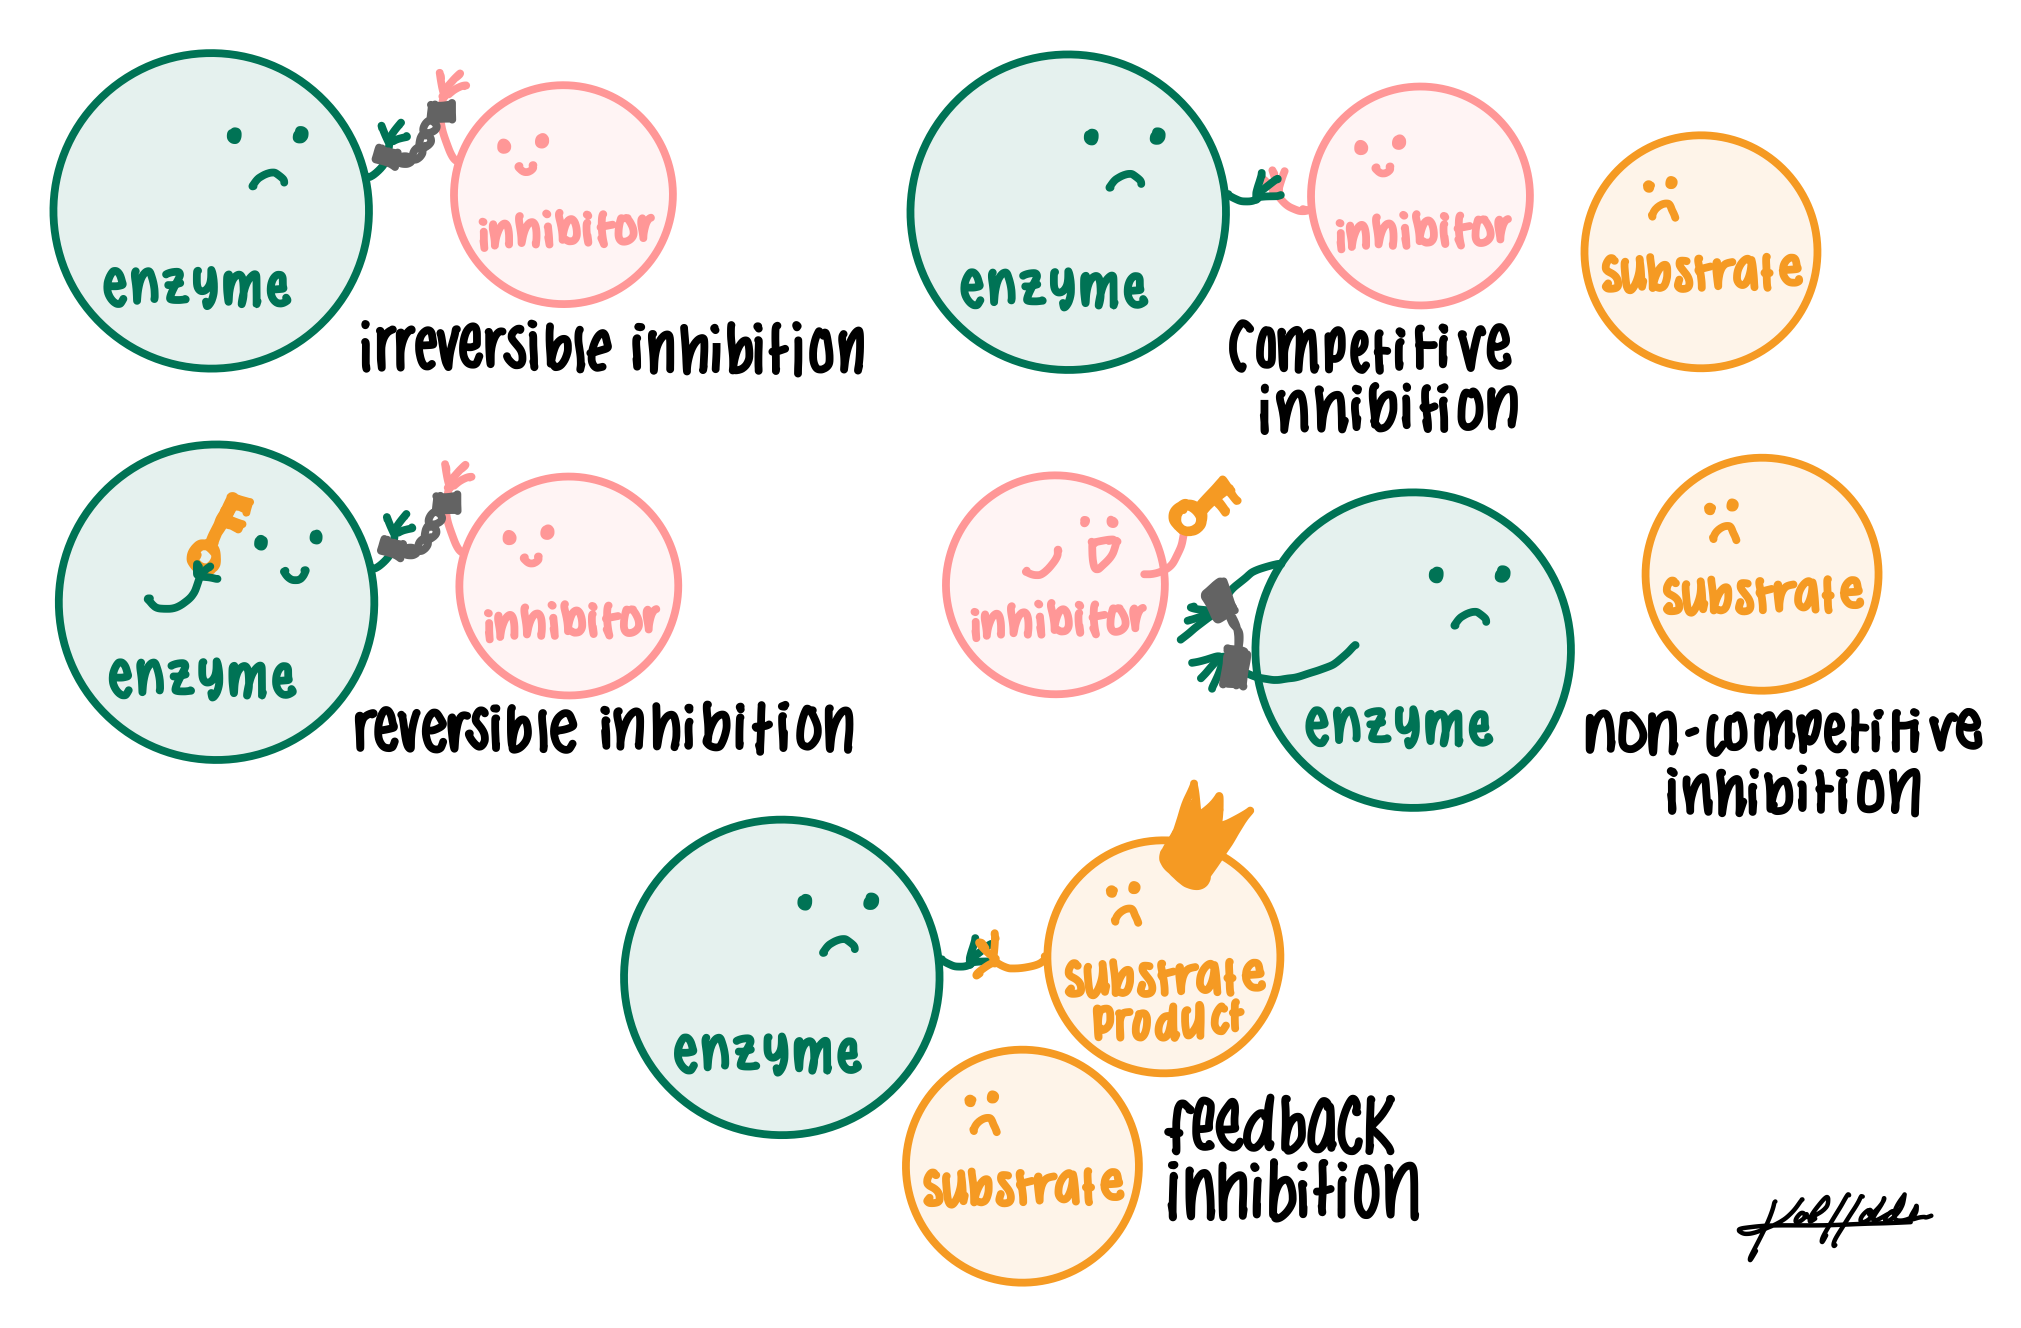 enzyme
inhibitor
irreversible inhibition
enzyme
inhibitor
substrate
competitive
inhibition
enzyme
inhibitor
reversible inhibition
inhibitor
enzyme
substrate
non-competitive
inhibition
enzyme
substrate
product
substrate
feedback
inhibition